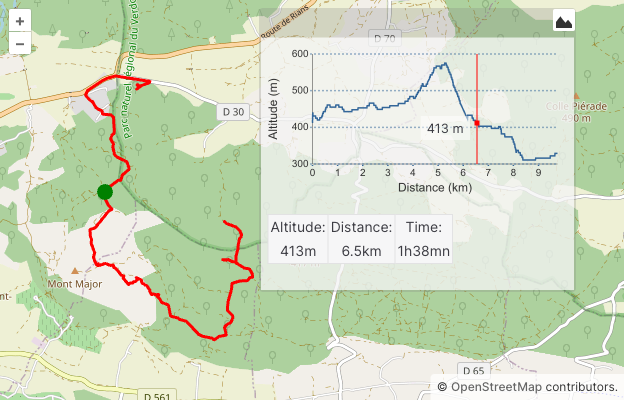 +
–
Route de Rians
D 70
Parc naturel régional du Verdo
D 30
Colle Piérade
490 m
Mont Major
nt-
D 65
D 561
Altitude (m)
600
500
400
300
413 m
0 1 2 3 4 5 6 7 8 9
Distance (km)
Altitude: Distance: Time:
413m 6.5km 1h38mn
© OpenStreetMap contributors.